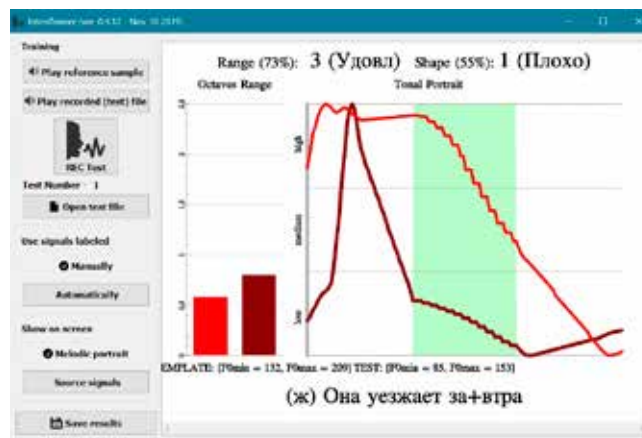 IntonTrainer (ver. 0.4.12 - Nov 10 2019)
Training
Play reference sample
Play recorded (test) file
REC Test
Test Number - 1
Open test file
Use signals labeled
Manually
Automatically
Show on screen
Melodic portrait
Source signals
Save results
Range (73%): 3 (Удовл) Shape (55%): 1 (Плохо)
Octaves Range
Tonal Portrait
high
medium
low
EMPLATE: [F0min = 132, F0max = 209] TEST: [F0min = 85, F0max = 153]
(ж) Она уезжает за+втра